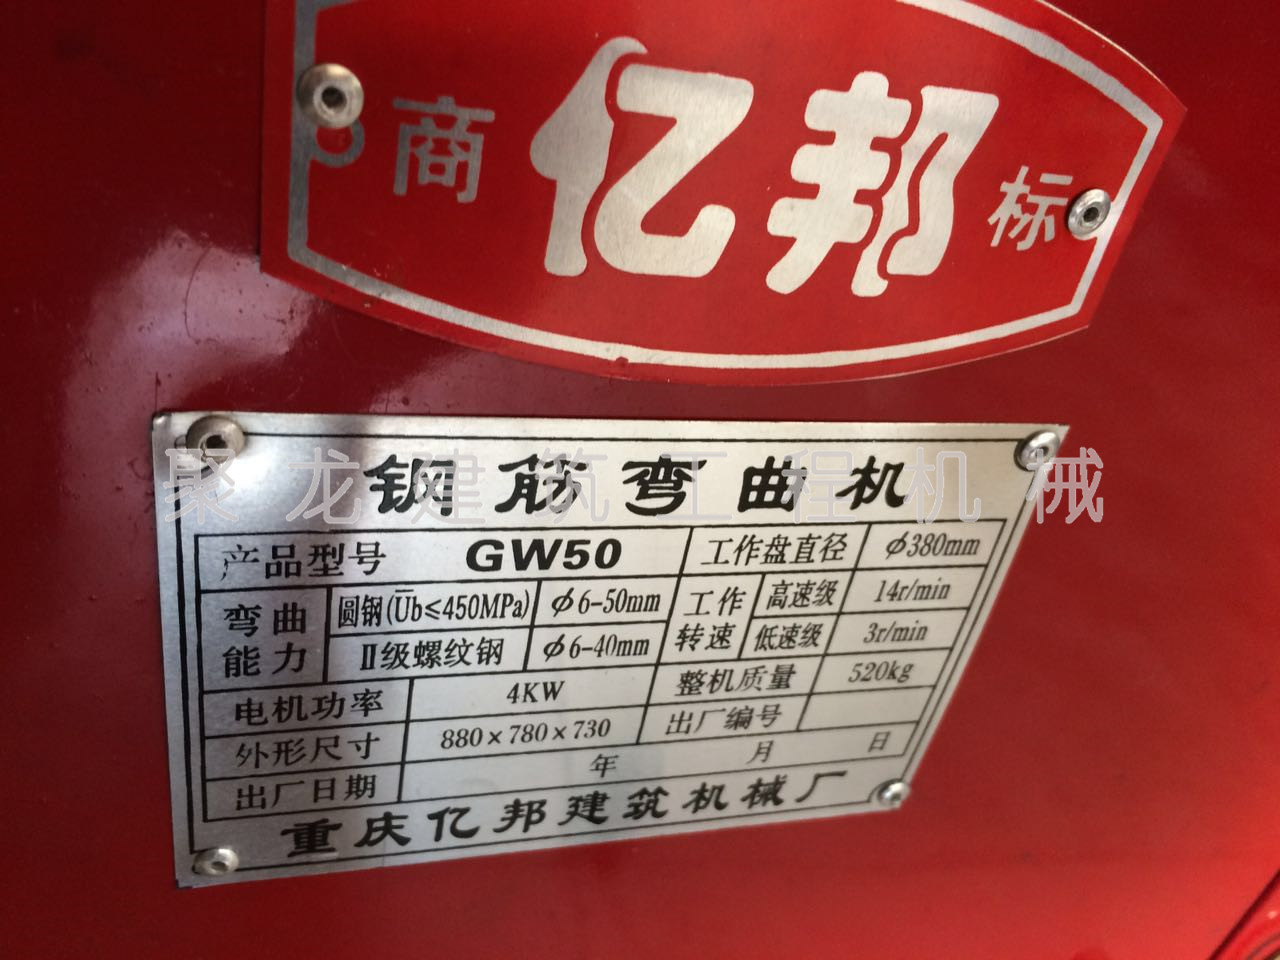 商 亿邦 标
钢筋弯曲机
聚龙建筑工程机械
产品型号 GW50 工作盘直径 ϕ380mm
弯曲能力 圆钢(Ub≤450MPa) ϕ6-50mm 工作转速 高速级 14r/min
Ⅱ级螺纹钢 ϕ6-40mm 低速级 3r/min
电机功率 4KW 整机质量 520kg
外形尺寸 880×780×730 出厂编号
出厂日期 年 月 日
重庆亿邦建筑机械厂